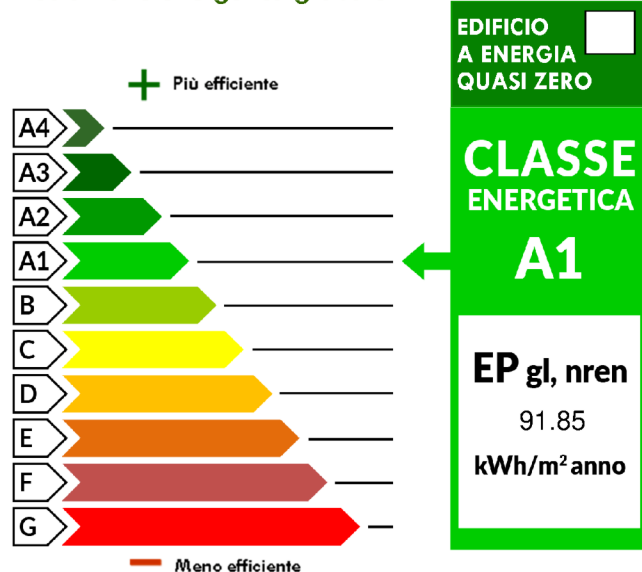 Più efficiente
A4
A3
A2
A1
B
C
D
E
F
G
Meno efficiente
EDIFICIO
A ENERGIA
QUASI ZERO
CLASSE
ENERGETICA
A1
EP gl, nren
91.85
kWh/m² anno